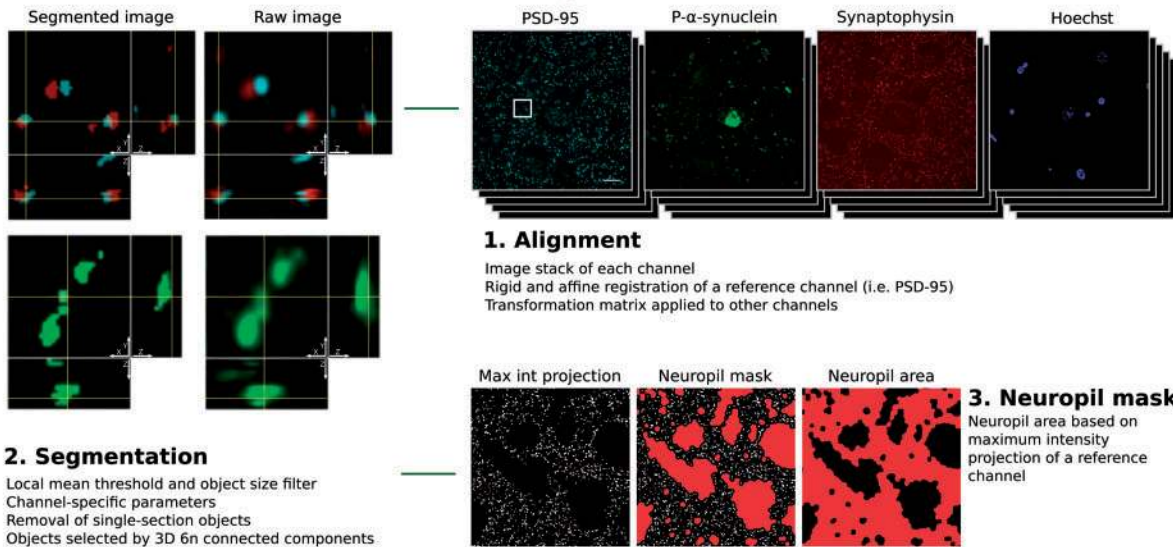 Segmented image
Raw image
PSD-95
P-α-synuclein
Synaptophysin
Hoechst
1. Alignment
Image stack of each channel
Rigid and affine registration of a reference channel (i.e. PSD-95)
Transformation matrix applied to other channels
2. Segmentation
Local mean threshold and object size filter
Channel-specific parameters
Removal of single-section objects
Objects selected by 3D 6n connected components
Max int projection
Neuropil mask
Neuropil area
3. Neuropil mask
Neuropil area based on
maximum intensity
projection of a reference
channel